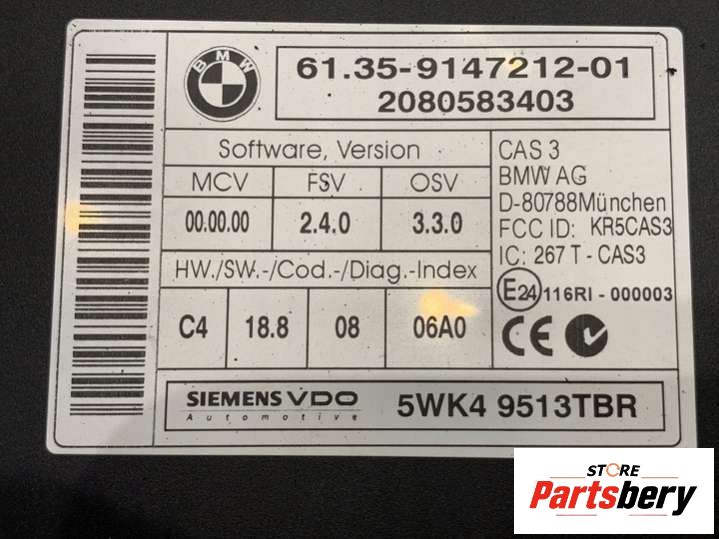 BMW
61.35-9147212-01
2080583403
Software, Version
MCV FSV OSV
00.00.00 2.4.0 3.3.0
HW./SW.-/Cod.-/Diag.-Index
C4 18.8 08 06A0
CAS 3
BMW AG
D-80788München
FCC ID: KR5CAS3
IC: 267 T - CAS3
E24 116RI - 000003
CE
SIEMENS VDO
Automotive
5WK4 9513TBR
STORE
Partsbery